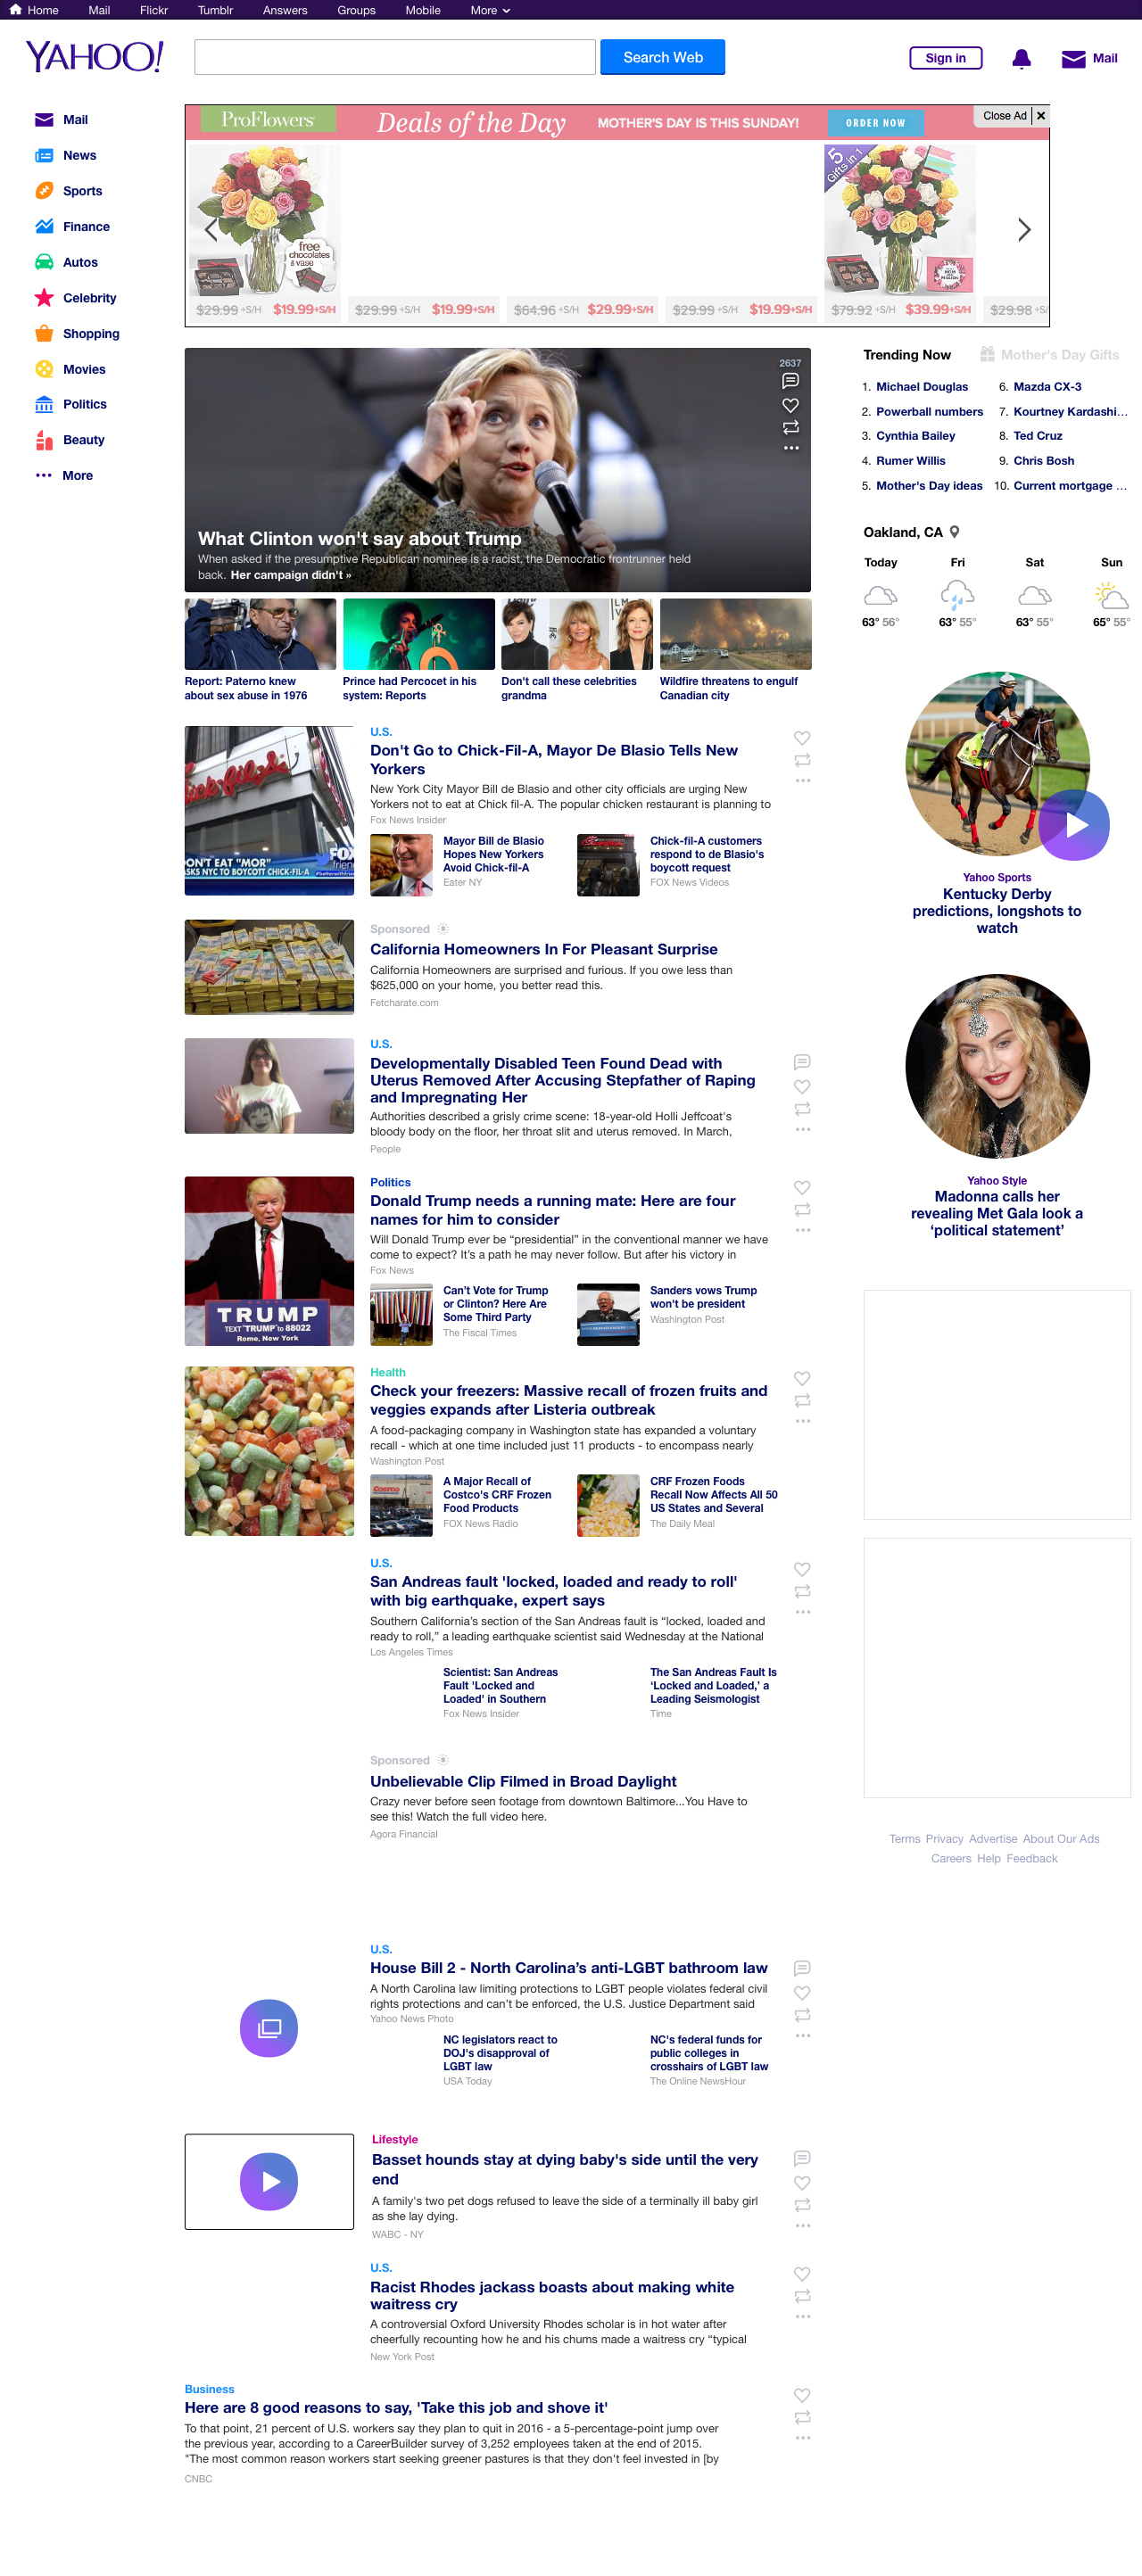 Home Mail Flickr Tumblr Answers Groups Mobile More
YAHOO!
Search Web
Sign in
Mail
Mail
News
Sports
Finance
Autos
Celebrity
Shopping
Movies
Politics
Beauty
More
ProFlowers
Deals of the Day
MOTHER'S DAY IS THIS SUNDAY!
ORDER NOW
Close Ad X
free
chocolates
& vase
5
Gifts in 1
$29.99 +S/H $19.99+S/H
$29.99 +S/H $19.99+S/H
$64.96 +S/H $29.99+S/H
$29.99 +S/H $19.99+S/H
$79.92 +S/H $39.99+S/H
$29.98 +S/
2637
What Clinton won't say about Trump
When asked if the presumptive Republican nominee is a racist, the Democratic frontrunner held
back. Her campaign didn't »
Report: Paterno knew
about sex abuse in 1976
Prince had Percocet in his
system: Reports
Don't call these celebrities
grandma
Wildfire threatens to engulf
Canadian city
Trending Now
Mother's Day Gifts
1. Michael Douglas
2. Powerball numbers
3. Cynthia Bailey
4. Rumer Willis
5. Mother's Day ideas
6. Mazda CX-3
7. Kourtney Kardashi...
8. Ted Cruz
9. Chris Bosh
10. Current mortgage ...
Oakland, CA
Today Fri Sat Sun
63° 56° 63° 55° 63° 55° 65° 55°
Yahoo Sports
Kentucky Derby
predictions, longshots to
watch
Yahoo Style
Madonna calls her
revealing Met Gala look a
‘political statement’
Terms Privacy Advertise About Our Ads
Careers Help Feedback
DON'T EAT "MOR"
ASKS NYC TO BOYCOTT CHICK-FIL-A
FOX
U.S.
Don't Go to Chick-Fil-A, Mayor De Blasio Tells New
Yorkers
New York City Mayor Bill de Blasio and other city officials are urging New
Yorkers not to eat at Chick fil-A. The popular chicken restaurant is planning to
Fox News Insider
Mayor Bill de Blasio
Hopes New Yorkers
Avoid Chick-fil-A
Eater NY
Chick-fil-A customers
respond to de Blasio's
boycott request
FOX News Videos
Sponsored
California Homeowners In For Pleasant Surprise
California Homeowners are surprised and furious. If you owe less than
$625,000 on your home, you better read this.
Fetcharate.com
U.S.
Developmentally Disabled Teen Found Dead with
Uterus Removed After Accusing Stepfather of Raping
and Impregnating Her
Authorities described a grisly crime scene: 18-year-old Holli Jeffcoat's
bloody body on the floor, her throat slit and uterus removed. In March,
People
TRUMP
TEXT "TRUMP" to 88022
Rome, New York
Politics
Donald Trump needs a running mate: Here are four
names for him to consider
Will Donald Trump ever be “presidential” in the conventional manner we have
come to expect? It’s a path he may never follow. But after his victory in
Fox News
Can’t Vote for Trump
or Clinton? Here Are
Some Third Party
The Fiscal Times
Sanders vows Trump
won't be president
Washington Post
Health
Check your freezers: Massive recall of frozen fruits and
veggies expands after Listeria outbreak
A food-packaging company in Washington state has expanded a voluntary
recall - which at one time included just 11 products - to encompass nearly
Washington Post
A Major Recall of
Costco's CRF Frozen
Food Products
FOX News Radio
CRF Frozen Foods
Recall Now Affects All 50
US States and Several
The Daily Meal
U.S.
San Andreas fault 'locked, loaded and ready to roll'
with big earthquake, expert says
Southern California’s section of the San Andreas fault is “locked, loaded and
ready to roll,” a leading earthquake scientist said Wednesday at the National
Los Angeles Times
Scientist: San Andreas
Fault 'Locked and
Loaded' in Southern
Fox News Insider
The San Andreas Fault Is
‘Locked and Loaded,’ a
Leading Seismologist
Time
Sponsored
Unbelievable Clip Filmed in Broad Daylight
Crazy never before seen footage from downtown Baltimore...You Have to
see this! Watch the full video here.
Agora Financial
U.S.
House Bill 2 - North Carolina’s anti-LGBT bathroom law
A North Carolina law limiting protections to LGBT people violates federal civil
rights protections and can’t be enforced, the U.S. Justice Department said
Yahoo News Photo
NC legislators react to
DOJ's disapproval of
LGBT law
USA Today
NC's federal funds for
public colleges in
crosshairs of LGBT law
The Online NewsHour
Lifestyle
Basset hounds stay at dying baby's side until the very
end
A family's two pet dogs refused to leave the side of a terminally ill baby girl
as she lay dying.
WABC - NY
U.S.
Racist Rhodes jackass boasts about making white
waitress cry
A controversial Oxford University Rhodes scholar is in hot water after
cheerfully recounting how he and his chums made a waitress cry “typical
New York Post
Business
Here are 8 good reasons to say, 'Take this job and shove it'
To that point, 21 percent of U.S. workers say they plan to quit in 2016 - a 5-percentage-point jump over
the previous year, according to a CareerBuilder survey of 3,252 employees taken at the end of 2015.
"The most common reason workers start seeking greener pastures is that they don't feel invested in [by
CNBC